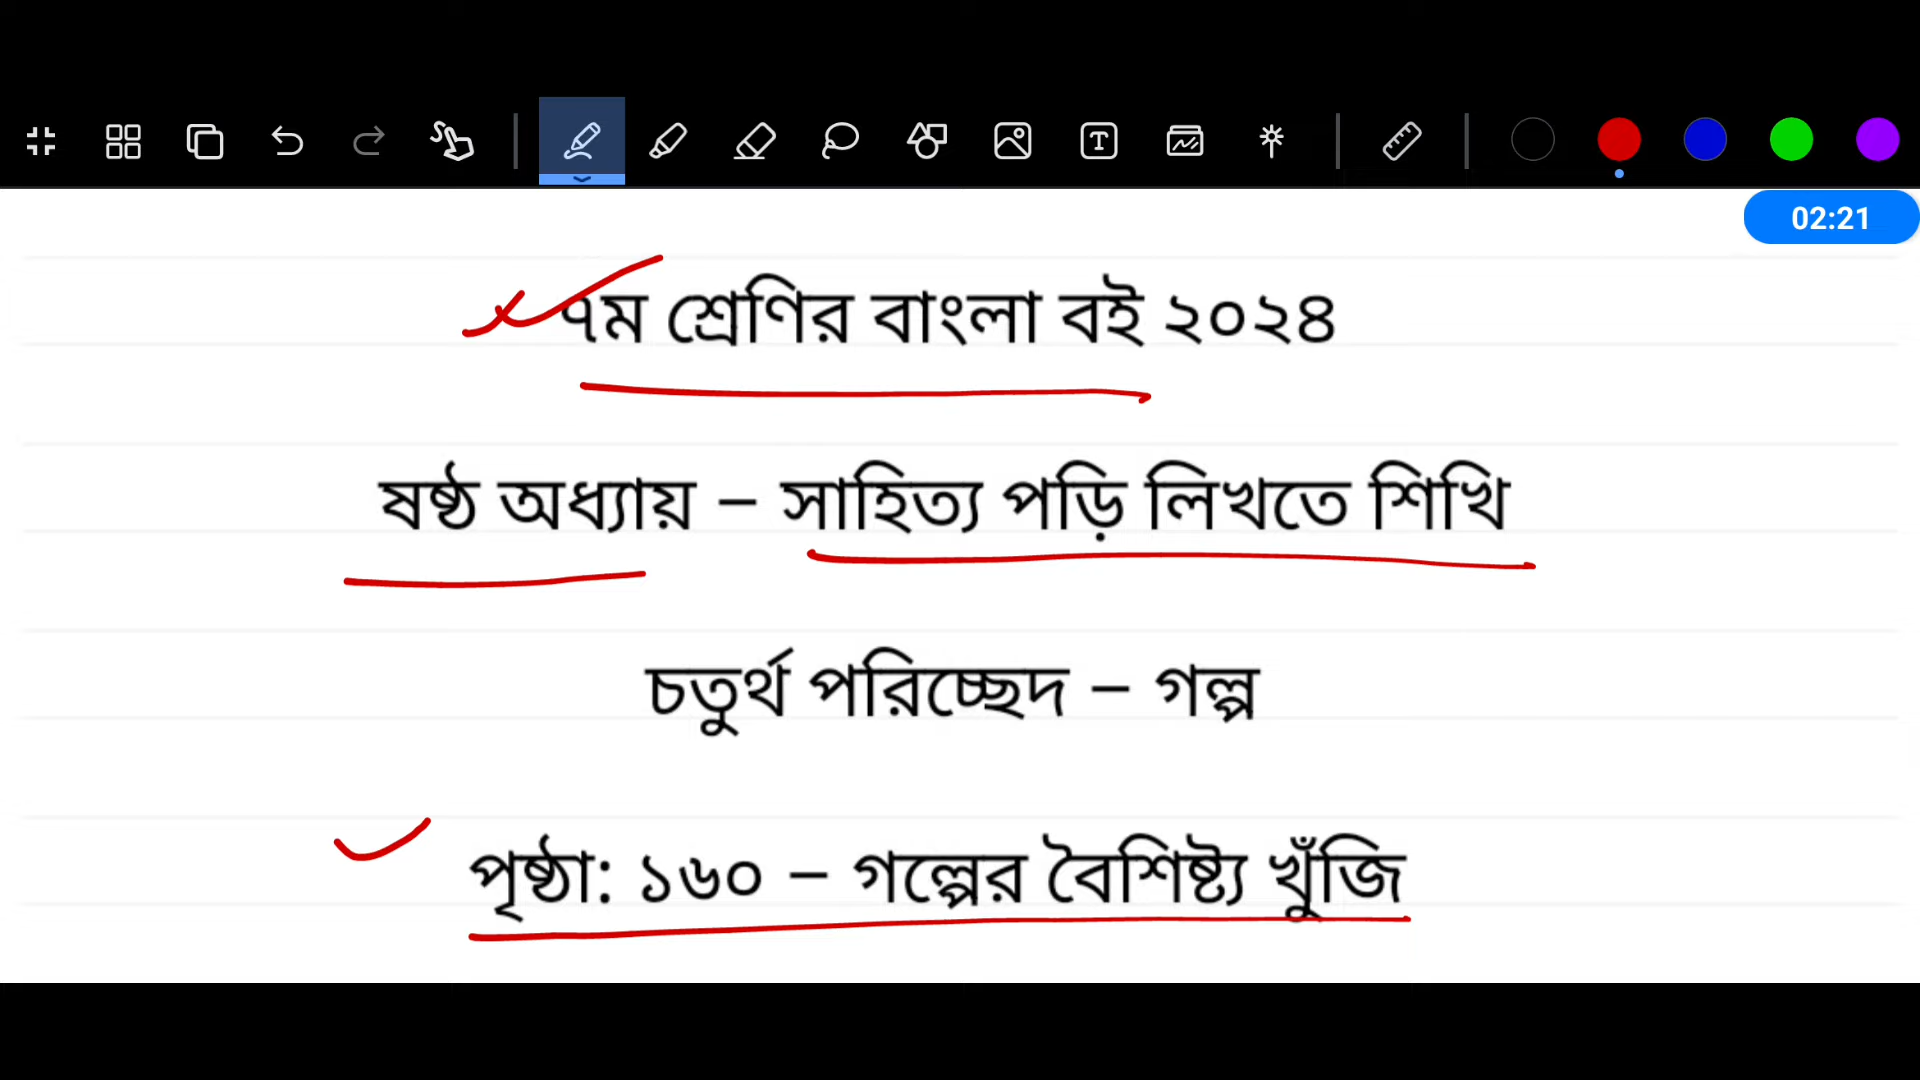 02:21
৭ম শ্রেণির বাংলা বই ২০২৪
ষষ্ঠ অধ্যায় – সাহিত্য পড়ি লিখতে শিখি
চতুর্থ পরিচ্ছেদ – গল্প
পৃষ্ঠা: ১৬০ – গল্পের বৈশিষ্ট্য খুঁজি